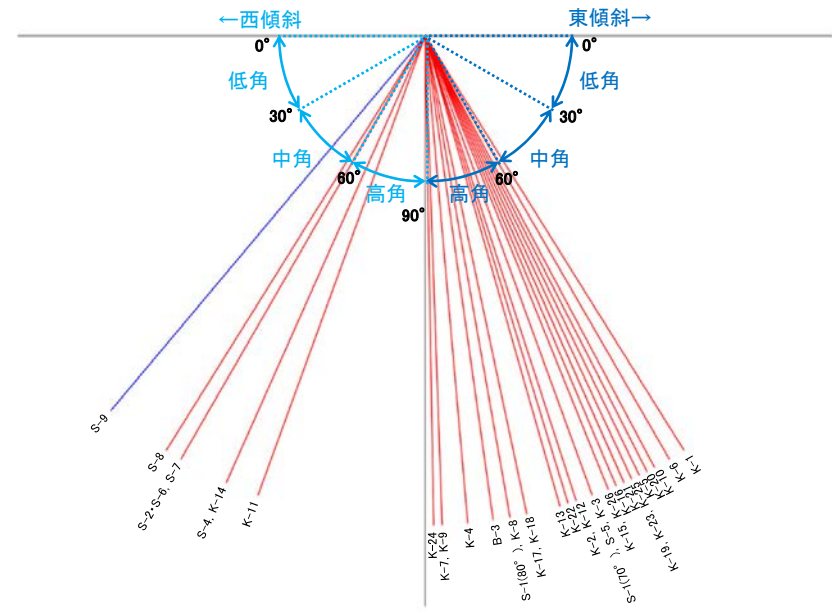 ←西傾斜
東傾斜→
0°
0°
低角
低角
30°
30°
中角
中角
60°
60°
高角
高角
90°
S-9
S-8
S-2・S-6, S-7
S-4, K-14
K-11
K-24
K-7, K-9
K-4
B-3
S-1(80°), K-8
K-17, K-18
K-13
K-22
K-12
K-2, K-3
S-5, K-26
S-1(70°)
K-15,
K-19, K-23,
K-6
K-1